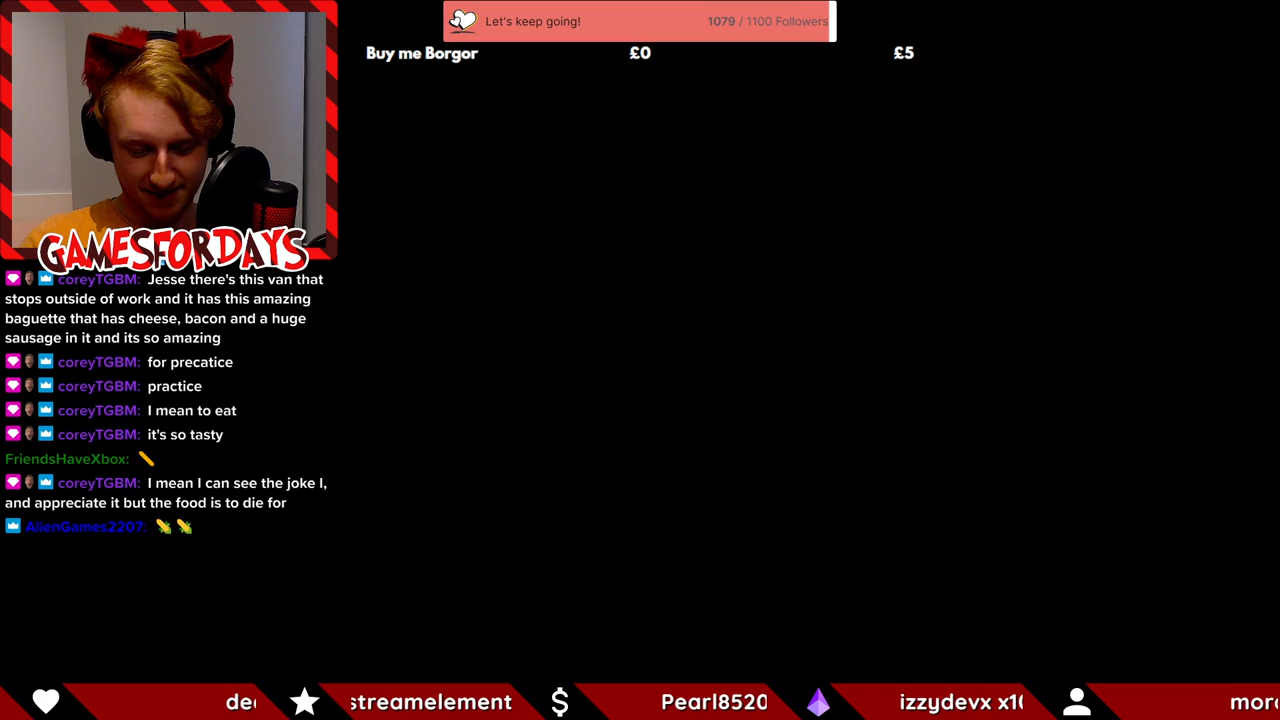 Let's keep going! 1079 / 1100 Followers
Buy me Borgor £0 £5
GAMESFORDAYS
coreyTGBM: Jesse there's this van that
stops outside of work and it has this amazing
baguette that has cheese, bacon and a huge
sausage in it and its so amazing
coreyTGBM: for precatice
coreyTGBM: practice
coreyTGBM: I mean to eat
coreyTGBM: it's so tasty
FriendsHaveXbox: 🥖
coreyTGBM: I mean I can see the joke I,
and appreciate it but the food is to die for
AlienGames2207: 🌽 🌽
streamelement $ Pearl8520 izzydevx x10